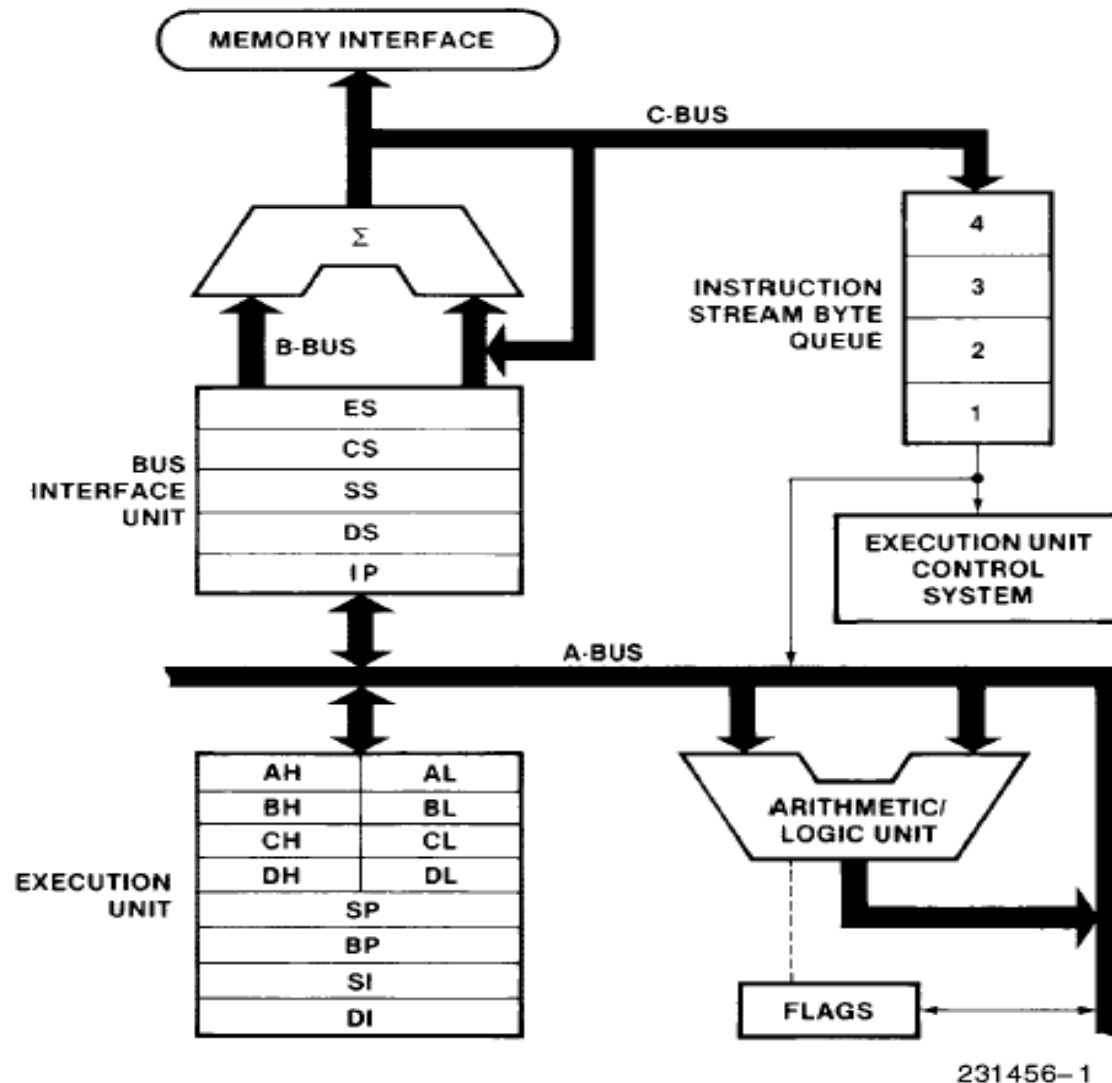 MEMORY INTERFACE
C-BUS
Σ
4
3
2
1
INSTRUCTION
STREAM BYTE
QUEUE
B-BUS
ES
CS
SS
DS
IP
BUS
INTERFACE
UNIT
EXECUTION UNIT
CONTROL
SYSTEM
A-BUS
AH AL
BH BL
CH CL
DH DL
SP
BP
SI
DI
EXECUTION
UNIT
ARITHMETIC/
LOGIC UNIT
FLAGS
231456-1